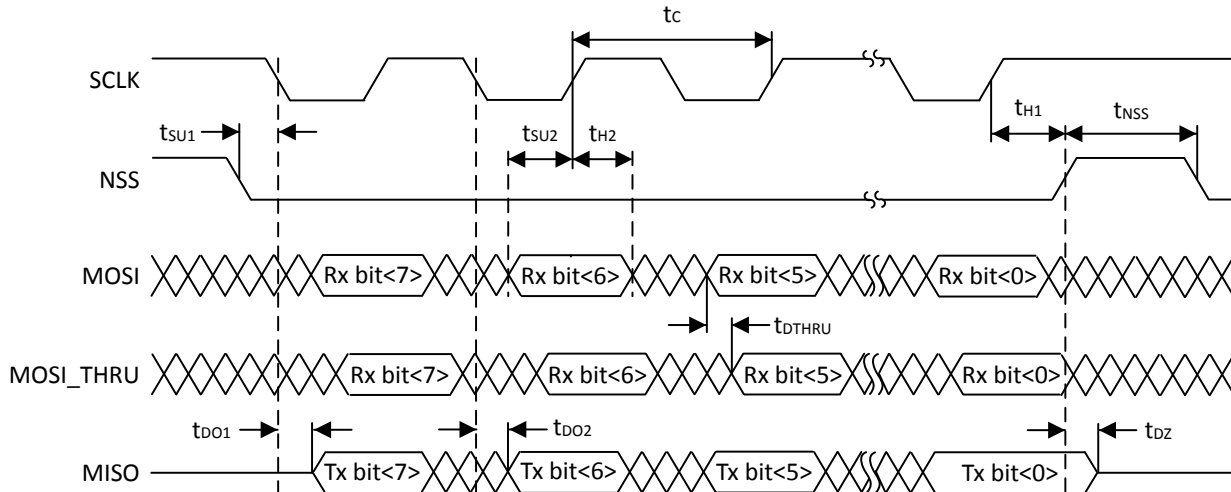 tC
SCLK
tSU1
tSU2
tH2
tH1
tNSS
NSS
MOSI
Rx bit<7>
Rx bit<6>
Rx bit<5>
Rx bit<0>
tDTHRU
MOSI_THRU
Rx bit<7>
Rx bit<6>
Rx bit<5>
Rx bit<0>
tDO1
tDO2
tDZ
MISO
Tx bit<7>
Tx bit<6>
Tx bit<5>
Tx bit<0>